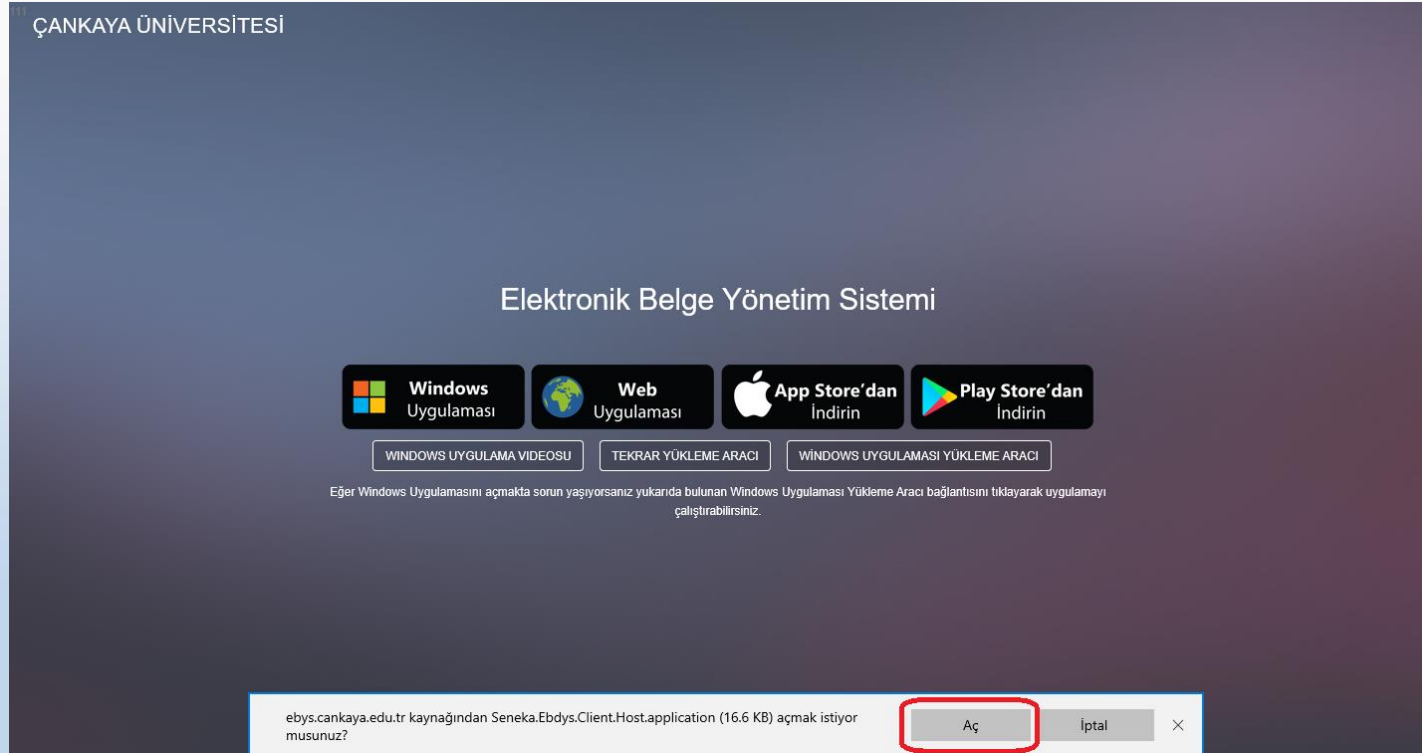 ÇANKAYA ÜNİVERSİTESİ
Elektronik Belge Yönetim Sistemi
Windows
Uygulaması
Web
Uygulaması
App Store’dan
İndirin
Play Store’dan
İndirin
WINDOWS UYGULAMA VIDEOSU
TEKRAR YÜKLEME ARACI
WİNDOWS UYGULAMASI YÜKLEME ARACI
Eğer Windows Uygulamasını açmakta sorun yaşıyorsanız yukarıda bulunan Windows Uygulaması Yükleme Aracı bağlantısını tıklayarak uygulamayı
çalıştırabilirsiniz.
ebys.cankaya.edu.tr kaynağından Seneka.Ebdys.Client.Host.application (16.6 KB) açmak istiyor
musunuz?
Aç
İptal